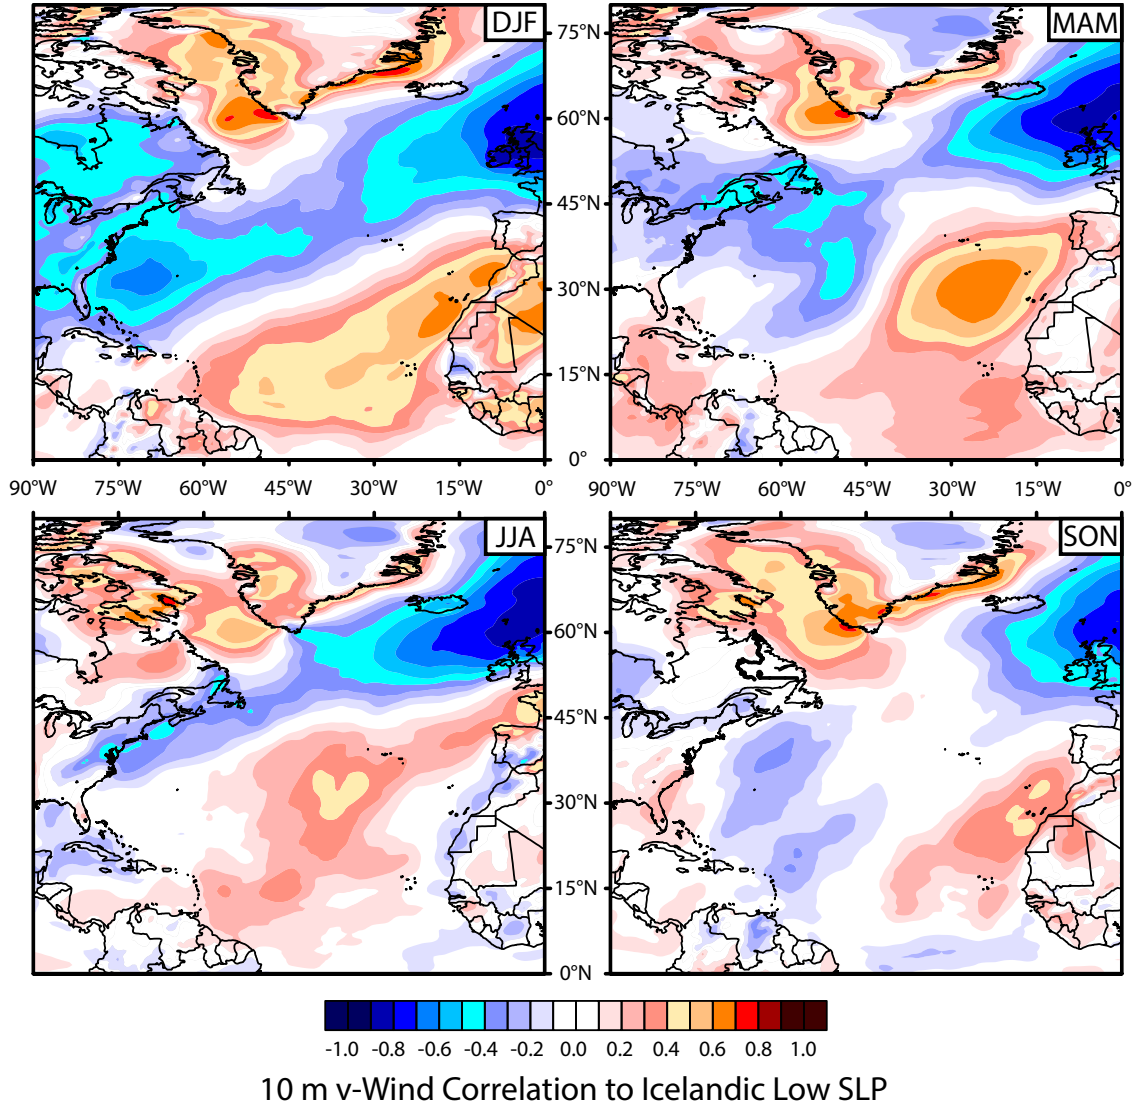 DJF
MAM
75°N
60°N
45°N
30°N
15°N
0°
90°W 75°W 60°W 45°W 30°W 15°W 0°
90°W 75°W 60°W 45°W 30°W 15°W 0°
JJA
SON
75°N
60°N
45°N
30°N
15°N
0°N
-1.0 -0.8 -0.6 -0.4 -0.2 0.0 0.2 0.4 0.6 0.8 1.0
10 m v-Wind Correlation to Icelandic Low SLP